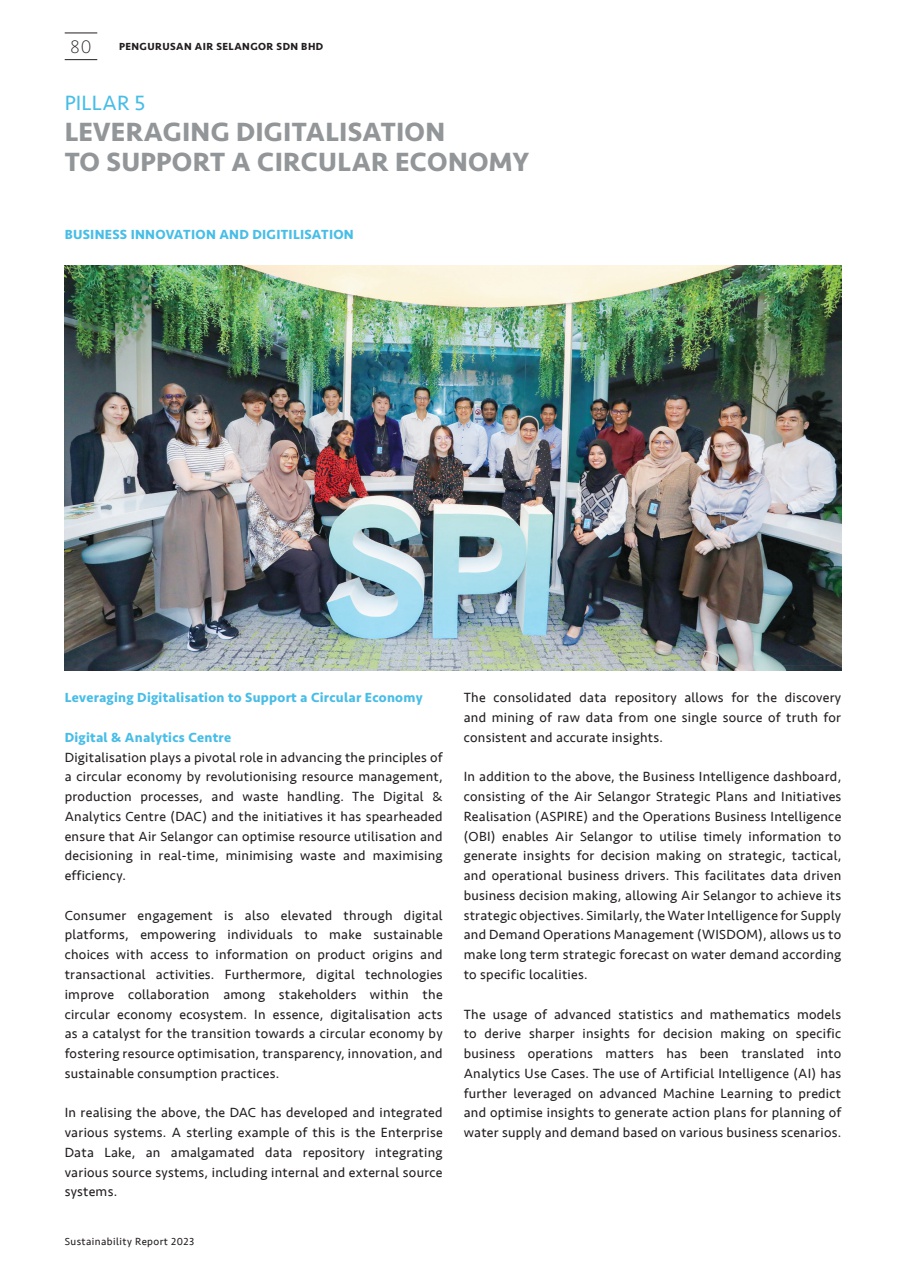 80
PENGURUSAN AIR SELANGOR SDN BHD
PILLAR 5
LEVERAGING DIGITALISATION
TO SUPPORT A CIRCULAR ECONOMY
BUSINESS INNOVATION AND DIGITILISATION
SPI
Leveraging Digitalisation to Support a Circular Economy
Digital & Analytics Centre
Digitalisation plays a pivotal role in advancing the principles of
a circular economy by revolutionising resource management,
production processes, and waste handling. The Digital &
Analytics Centre (DAC) and the initiatives it has spearheaded
ensure that Air Selangor can optimise resource utilisation and
decisioning in real-time, minimising waste and maximising
efficiency.
Consumer engagement is also elevated through digital
platforms, empowering individuals to make sustainable
choices with access to information on product origins and
transactional activities. Furthermore, digital technologies
improve collaboration among stakeholders within the
circular economy ecosystem. In essence, digitalisation acts
as a catalyst for the transition towards a circular economy by
fostering resource optimisation, transparency, innovation, and
sustainable consumption practices.
In realising the above, the DAC has developed and integrated
various systems. A sterling example of this is the Enterprise
Data Lake, an amalgamated data repository integrating
various source systems, including internal and external source
systems.
The consolidated data repository allows for the discovery
and mining of raw data from one single source of truth for
consistent and accurate insights.
In addition to the above, the Business Intelligence dashboard,
consisting of the Air Selangor Strategic Plans and Initiatives
Realisation (ASPIRE) and the Operations Business Intelligence
(OBI) enables Air Selangor to utilise timely information to
generate insights for decision making on strategic, tactical,
and operational business drivers. This facilitates data driven
business decision making, allowing Air Selangor to achieve its
strategic objectives. Similarly, the Water Intelligence for Supply
and Demand Operations Management (WISDOM), allows us to
make long term strategic forecast on water demand according
to specific localities.
The usage of advanced statistics and mathematics models
to derive sharper insights for decision making on specific
business operations matters has been translated into
Analytics Use Cases. The use of Artificial Intelligence (AI) has
further leveraged on advanced Machine Learning to predict
and optimise insights to generate action plans for planning of
water supply and demand based on various business scenarios.
Sustainability Report 2023